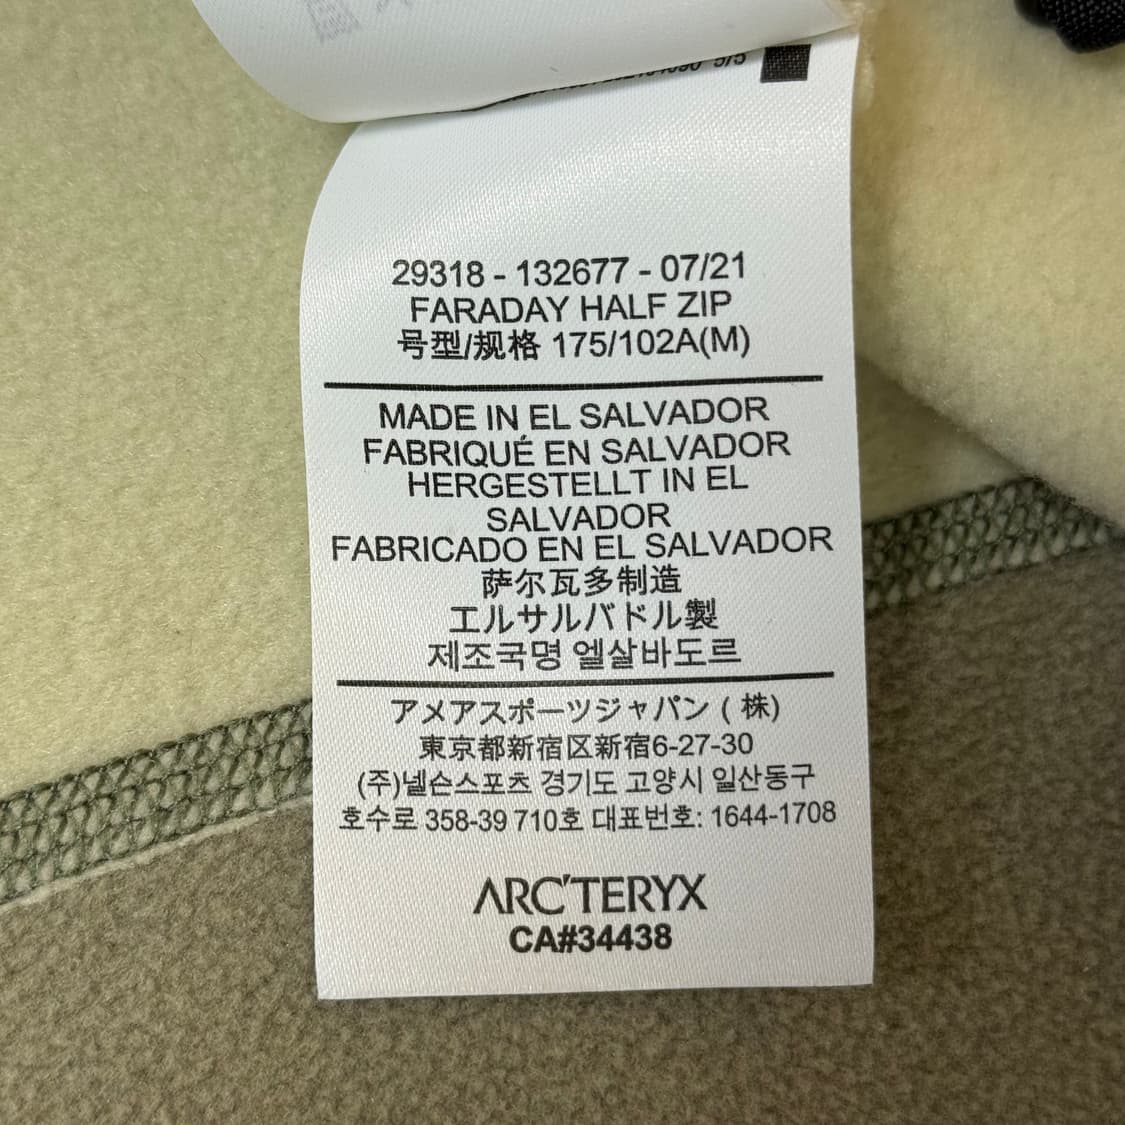 5/5
29318 - 132677 - 07/21
FARADAY HALF ZIP
号型/规格 175/102A(M)
MADE IN EL SALVADOR
FABRIQUÉ EN SALVADOR
HERGESTELLT IN EL
SALVADOR
FABRICADO EN EL SALVADOR
萨尔瓦多制造
エルサルバドル製
제조국명 엘살바도르
アメアスポーツジャパン ( 株)
東京都新宿区新宿6-27-30
(주)넬슨스포츠 경기도 고양시 일산동구
호수로 358-39 710호 대표번호: 1644-1708
ARC'TERYX
CA#34438